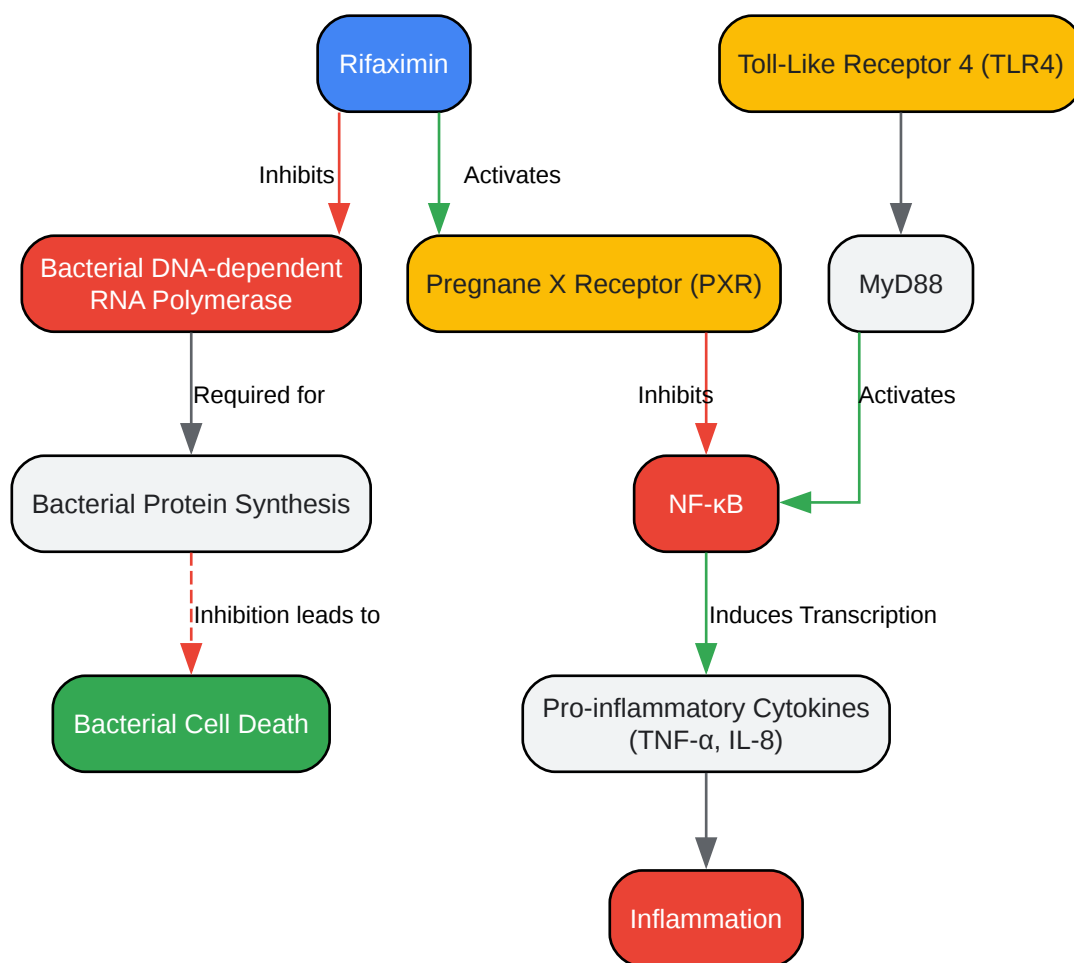 Rifaximin
Toll-Like Receptor 4 (TLR4)
Inhibits
Activates
Bacterial DNA-dependent
RNA Polymerase
Pregnane X Receptor (PXR)
MyD88
Required for
Inhibits
Activates
Bacterial Protein Synthesis
NF-κB
Inhibition leads to
Induces Transcription
Bacterial Cell Death
Pro-inflammatory Cytokines
(TNF-α, IL-8)
Inflammation